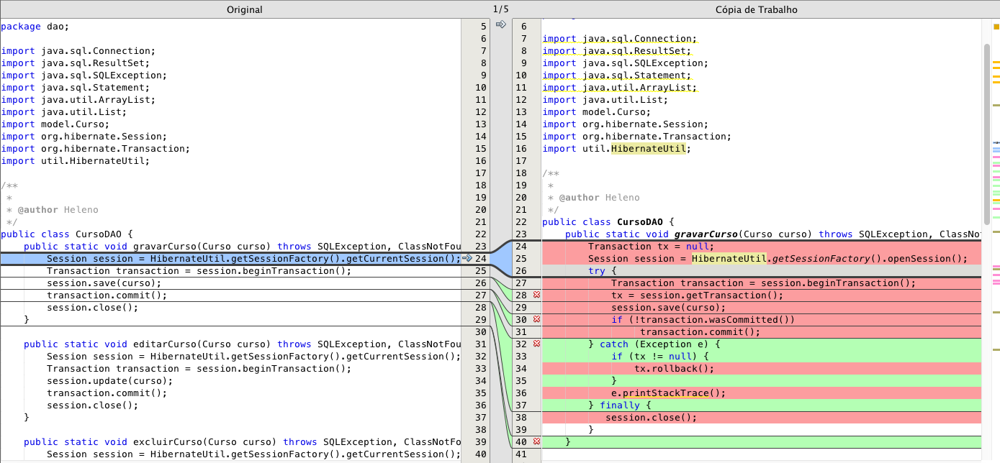 Original
1/5
Cópia de Trabalho
package dao;
5
6
import java.sql.Connection;
7
import java.sql.ResultSet;
8
import java.sql.SQLException;
9
import java.sql.Statement;
10
import java.util.ArrayList;
11
import java.util.List;
12
import model.Curso;
13
import org.hibernate.Session;
14
import org.hibernate.Transaction;
15
import util.HibernateUtil;
16
17
/**
18
*
19
* @author Heleno
20
*/
21
public class CursoDAO {
22
public static void gravarCurso(Curso curso) throws SQLException, ClassNotFou
23
Session session = HibernateUtil.getSessionFactory().getCurrentSession();
24
Transaction transaction = session.beginTransaction();
25
session.save(curso);
26
transaction.commit();
27
session.close();
28
}
29
30
public static void editarCurso(Curso curso) throws SQLException, ClassNotFou
31
Session session = HibernateUtil.getSessionFactory().getCurrentSession();
32
Transaction transaction = session.beginTransaction();
33
session.update(curso);
34
transaction.commit();
35
session.close();
36
}
37
38
public static void excluirCurso(Curso curso) throws SQLException, ClassNotFo
39
Session session = HibernateUtil.getSessionFactory().getCurrentSession();
40
6
7 import java.sql.Connection;
8 import java.sql.ResultSet;
9 import java.sql.SQLException;
10 import java.sql.Statement;
11 import java.util.ArrayList;
12 import java.util.List;
13 import model.Curso;
14 import org.hibernate.Session;
15 import org.hibernate.Transaction;
16 import util.HibernateUtil;
17
18 /**
19 *
20 * @author Heleno
21 */
22 public class CursoDAO {
23 public static void gravarCurso(Curso curso) throws SQLException, ClassNo
24 Transaction tx = null;
25 Session session = HibernateUtil.getSessionFactory().openSession();
26 try {
27 Transaction transaction = session.beginTransaction();
28 tx = session.getTransaction();
29 session.save(curso);
30 if (!transaction.wasCommitted())
31 transaction.commit();
32 } catch (Exception e) {
33 if (tx != null) {
34 tx.rollback();
35 }
36 e.printStackTrace();
37 } finally {
38 session.close();
39 }
40 }
41